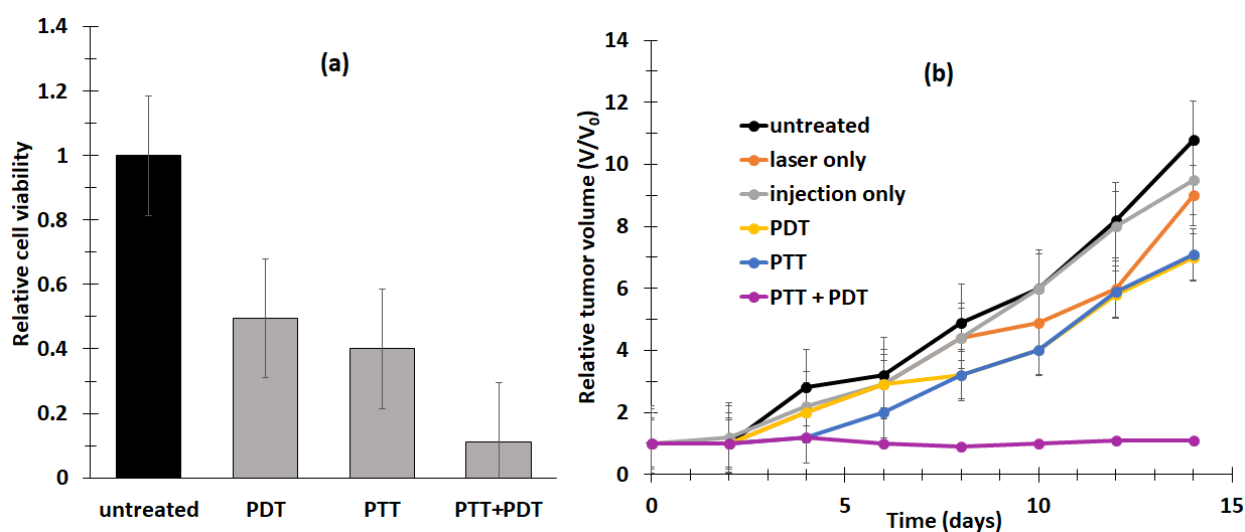 (a)
Relative cell viability
1.4
1.2
1
0.8
0.6
0.4
0.2
0
untreated PDT PTT PTT+PDT
(b)
Relative tumor volume (V/V₀)
14
12
10
8
6
4
2
0
untreated
laser only
injection only
PDT
PTT
PTT + PDT
0 5 10 15
Time (days)